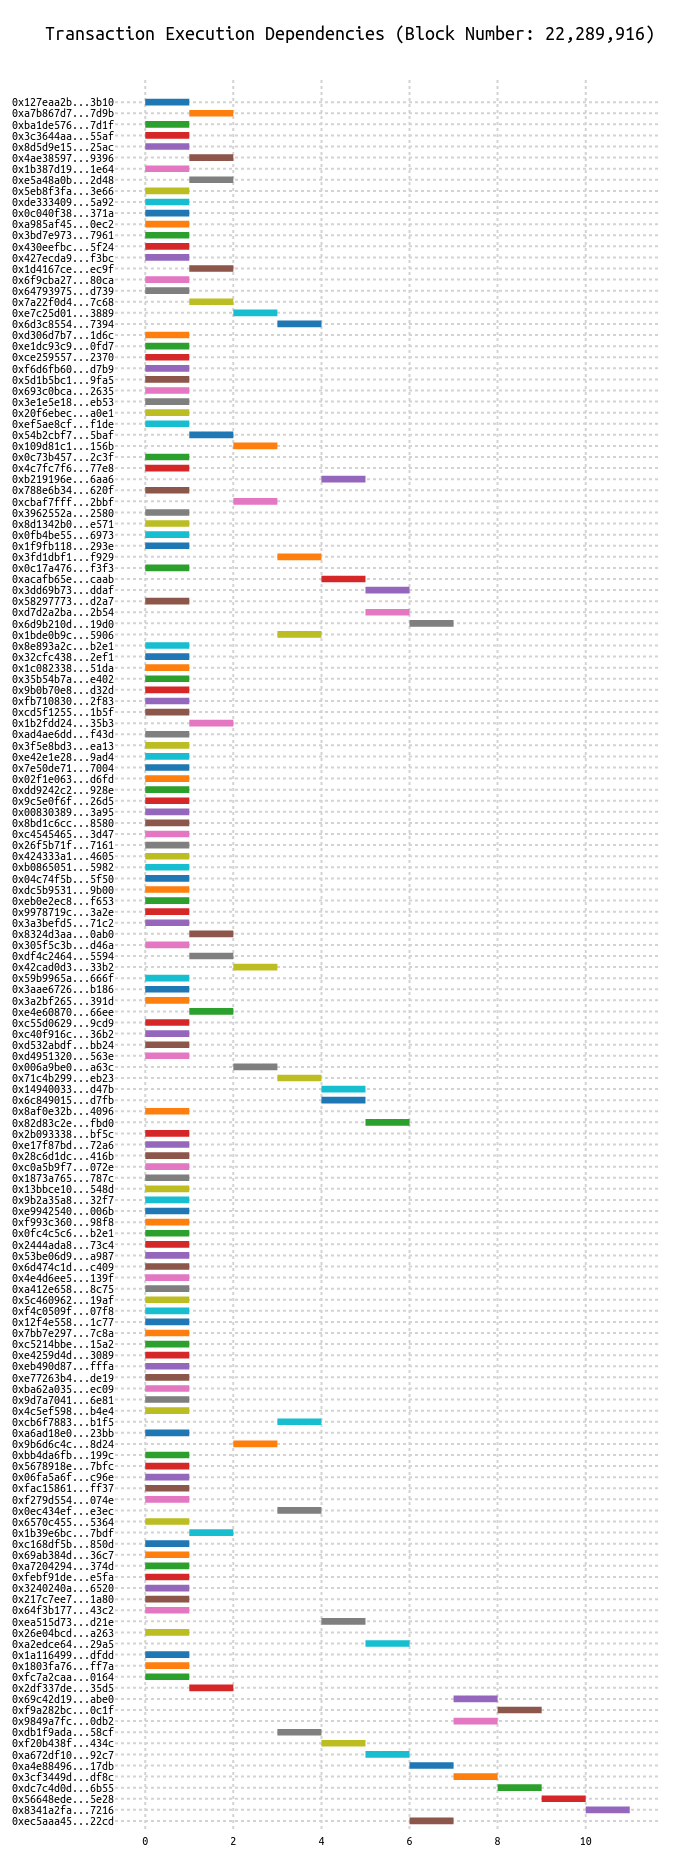 Transaction Execution Dependencies (Block Number: 22,289,916)
0x127eaa2b...3b10
0xa7b867d7...7d9b
0xba1de576...7d1f
0x3c3644aa...55af
0x8d5d9e15...25ac
0x4ae38597...9396
0x1b387d19...1e64
0xe5a48a0b...2d48
0x5eb8f3fa...3e66
0xde333409...5a92
0x0c040f38...371a
0xa985af45...0ec2
0x3bd7e973...7961
0x430eefbc...5f24
0x427ecda9...f3bc
0x1d4167ce...ec9f
0x6f9cba27...80ca
0x64793975...d739
0x7a22f0d4...7c68
0xe7c25d01...3889
0x6d3c8554...7394
0xd306d7b7...1d6c
0xe1dc93c9...0fd7
0xce259557...2370
0xf6d6fb60...d7b9
0x5d1b5bc1...9fa5
0x693c0bca...2635
0x3e1e5e18...eb53
0x20f6ebec...a0e1
0xef5ae8cf...f1de
0x54b2cbf7...5baf
0x109d81c1...156b
0x0c73b457...2c3f
0x4c7fc7f6...77e8
0xb219196e...6aa6
0x788e6b34...620f
0xcbaf7fff...2bbf
0x3962552a...2580
0x8d1342b0...e571
0x0fb4be55...6973
0x1f9fb118...293e
0x3fd1dbf1...f929
0x0c17a476...f3f3
0xacafb65e...caab
0x3dd69b73...ddaf
0x58297773...d2a7
0xd7d2a2ba...2b54
0x6d9b210d...19d0
0x1bde0b9c...5906
0x8e893a2c...b2e1
0x32cfc438...2ef1
0x1c082338...51da
0x35b54b7a...e402
0x9b0b70e8...d32d
0xfb710830...2f83
0xcd5f1255...1b5f
0x1b2fdd24...35b3
0xad4ae6dd...f43d
0x3f5e8bd3...ea13
0xe42e1e28...9ad4
0x7e50de71...7004
0x02f1e063...d6fd
0xdd9242c2...928e
0x9c5e0f6f...26d5
0x00830389...3a95
0x8bd1c6cc...8580
0xc4545465...3d47
0x26f5b71f...7161
0x424333a1...4605
0xb0865051...5982
0x04c74f5b...5f50
0xdc5b9531...9b00
0xeb0e2ec8...f653
0x9978719c...3a2e
0x3a3befd5...71c2
0x8324d3aa...0ab0
0x305f5c3b...d46a
0xdf4c2464...5594
0x42cad0d3...33b2
0x59b9965a...666f
0x3aae6726...b186
0x3a2bf265...391d
0xe4e60870...66ee
0xc55d0629...9cd9
0xc40f916c...36b2
0xd532abdf...bb24
0xd4951320...563e
0x006a9be0...a63c
0x71c4b299...eb23
0x14940033...d47b
0x6c849015...d7fb
0x8af0e32b...4096
0x82d83c2e...fbd0
0x2b093338...bf5c
0xe17f87bd...72a6
0x28c6d1dc...416b
0xc0a5b9f7...072e
0x1873a765...787c
0x13bbce10...548d
0x9b2a35a8...32f7
0xe9942540...006b
0xf993c360...98f8
0x0fc4c5c6...b2e1
0x2444ada8...73c4
0x53be06d9...a987
0x6d474c1d...c409
0x4e4d6ee5...139f
0xa412e658...8c75
0x5c460962...19af
0xf4c0509f...07f8
0x12f4e558...1c77
0x7bb7e297...7c8a
0xc5214bbe...15a2
0xe4259d4d...3089
0xeb490d87...fffa
0xe77263b4...de19
0xba62a035...ec09
0x9d7a7041...6e81
0x4c5ef598...b4e4
0xcb6f7883...b1f5
0xa6ad18e0...23bb
0x9b6d6c4c...8d24
0xbb4da6fb...199c
0x5678918e...7bfc
0x06fa5a6f...c96e
0xfac15861...ff37
0xf279d554...074e
0x0ec434ef...e3ec
0x6570c455...5364
0x1b39e6bc...7bdf
0xc168df5b...850d
0x69ab384d...36c7
0xa7204294...374d
0xfebf91de...e5fa
0x3240240a...6520
0x217c7ee7...1a80
0x64f3b177...43c2
0xea515d73...d21e
0x26e04bcd...a263
0xa2edce64...29a5
0x1a116499...dfdd
0x1803fa76...ff7a
0xfc7a2caa...0164
0x2df337de...35d5
0x69c42d19...abe0
0xf9a282bc...0c1f
0x9849a7fc...0db2
0xdb1f9ada...58cf
0xf20b438f...434c
0xa672df10...92c7
0xa4e88496...17db
0x3cf3449d...df8c
0xdc7c4d0d...6b55
0x56648ede...5e28
0x8341a2fa...7216
0xec5aaa45...22cd
0 2 4 6 8 10